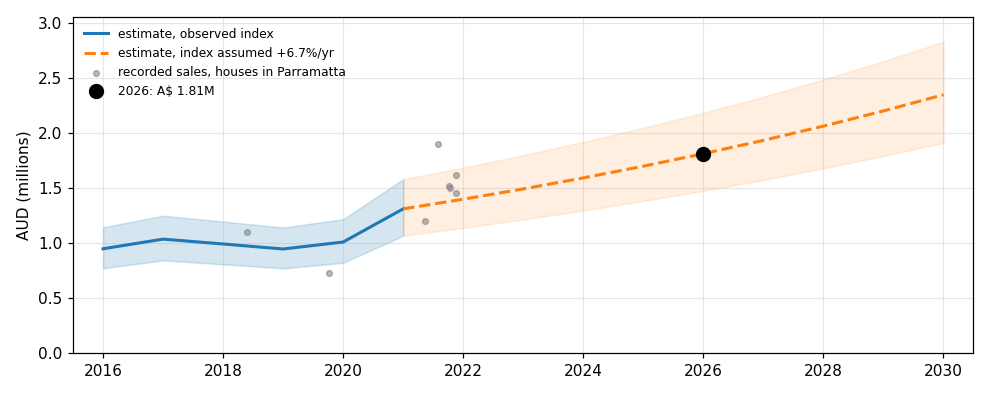 estimate, observed index
estimate, index assumed +6.7%/yr
recorded sales, houses in Parramatta
2026: A$ 1.81M
AUD (millions)
3.0
2.5
2.0
1.5
1.0
0.5
0.0
2016 2018 2020 2022 2024 2026 2028 2030